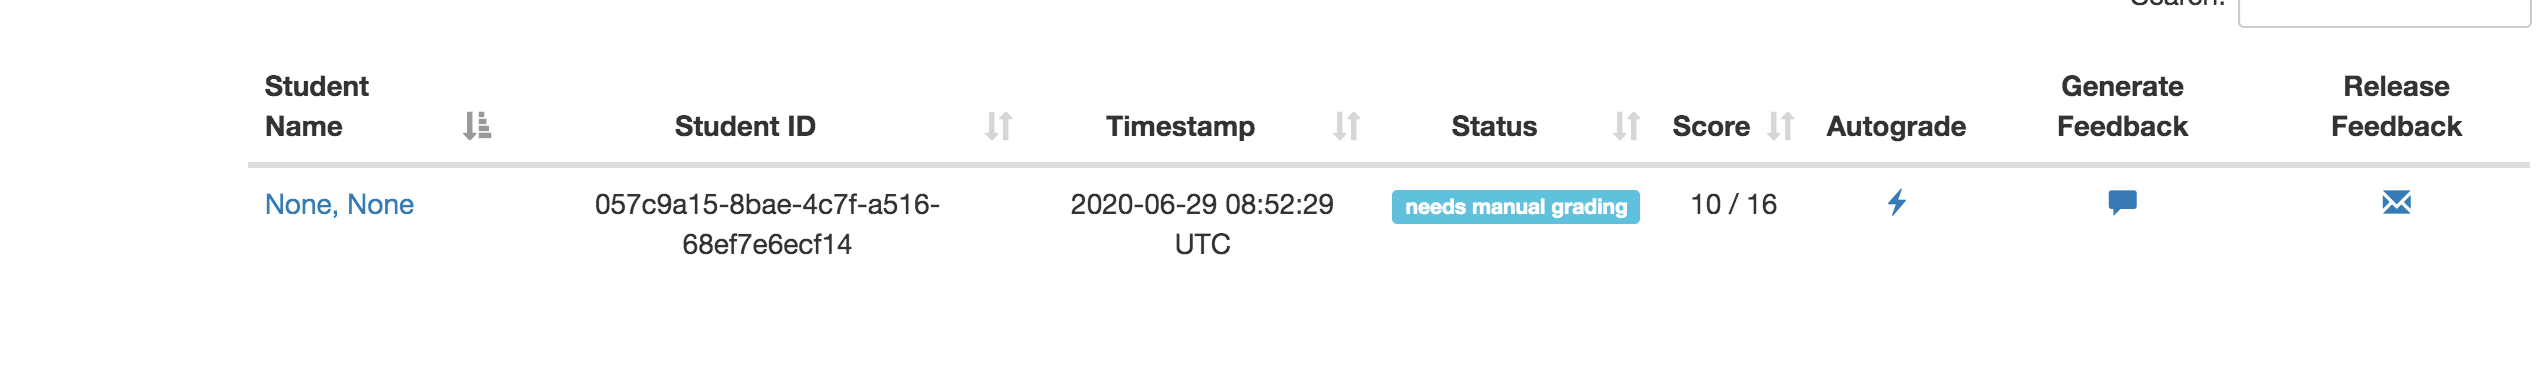 Search:
Student Name
Student ID
Timestamp
Status
Score
Autograde
Generate Feedback
Release Feedback
None, None
057c9a15-8bae-4c7f-a516-
68ef7e6ecf14
2020-06-29 08:52:29
UTC
needs manual grading
10 / 16